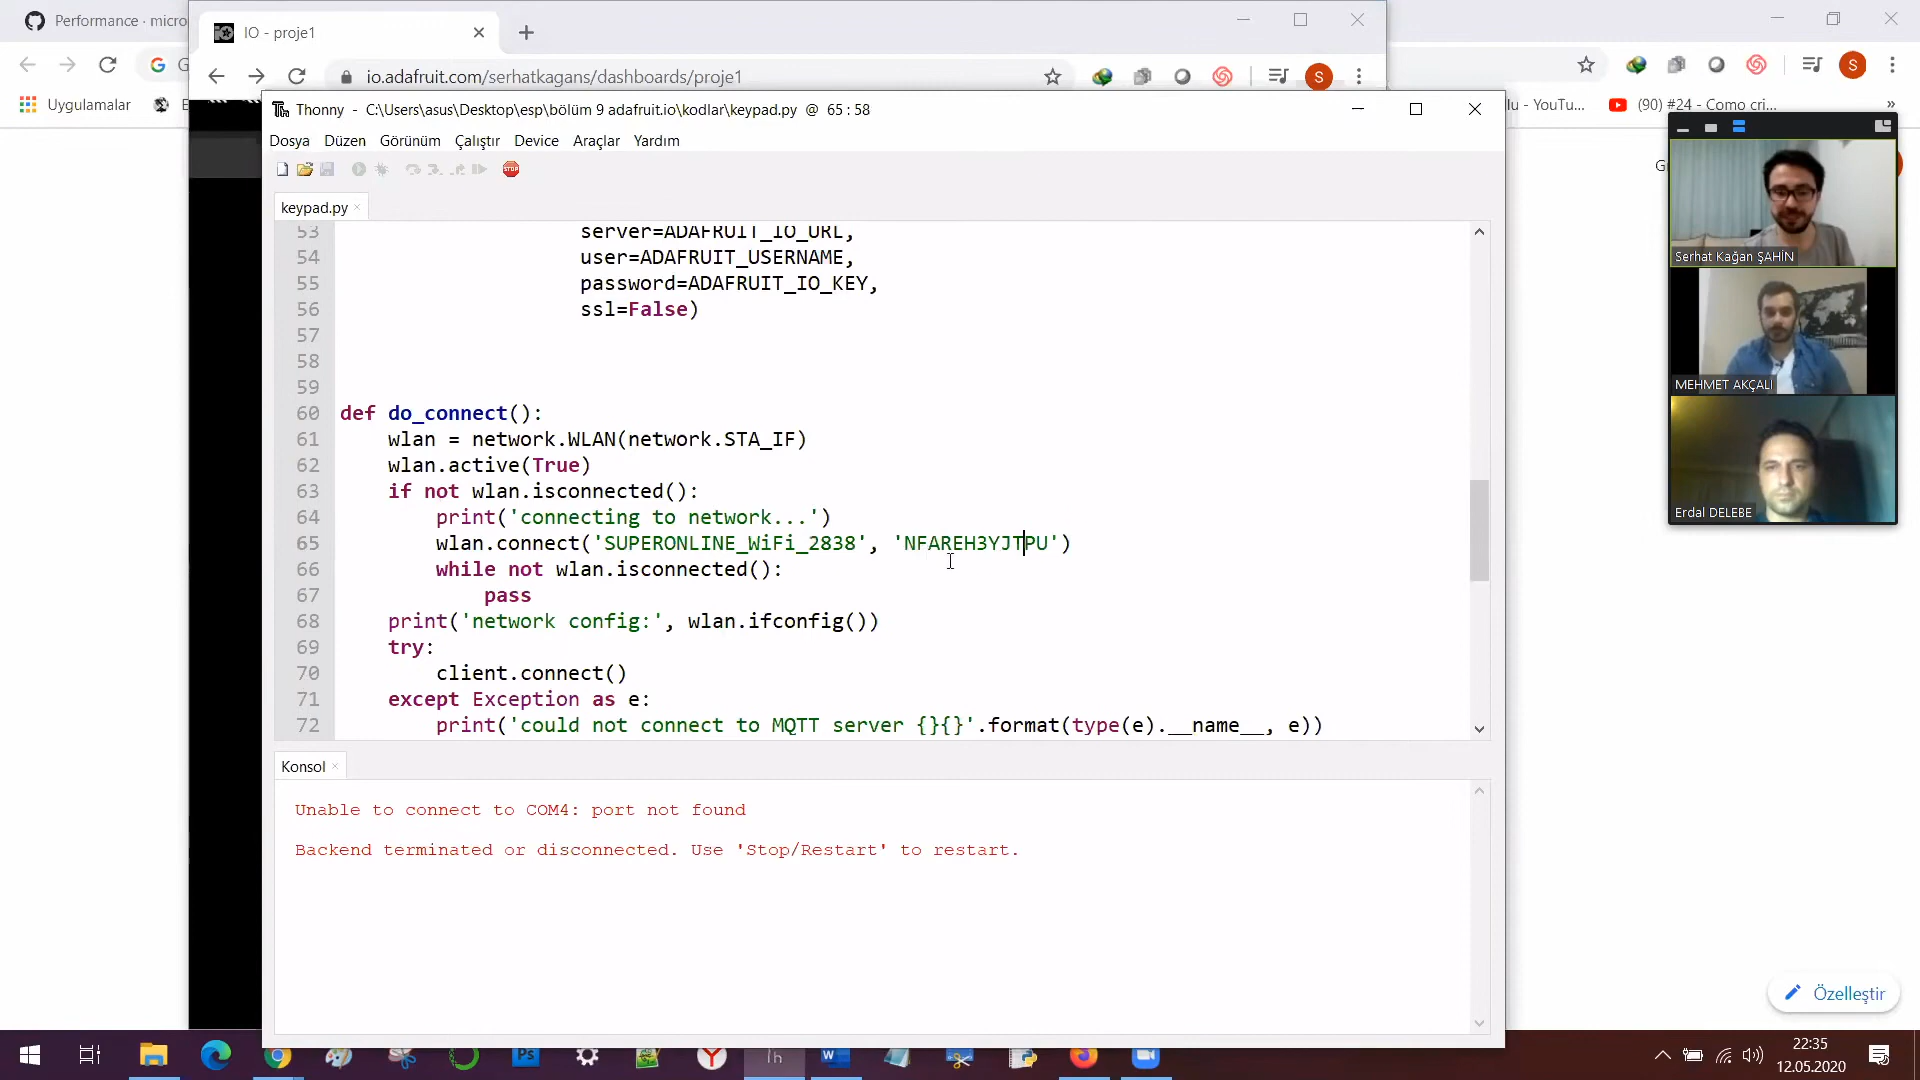 Performance · micro
IO - proje1
io.adafruit.com/serhatkagans/dashboards/proje1
S
S
Uygulamalar
lu - YouTu...
(90) #24 - Como cri...
»
Thonny - C:\Users\asus\Desktop\esp\bölüm 9 adafruit.io\kodlar\keypad.py @ 65 : 58
Dosya Düzen Görünüm Çalıştır Device Araçlar Yardım
STOP
keypad.py
53 server=ADAFRUIT_IO_URL,
54 user=ADAFRUIT_USERNAME,
55 password=ADAFRUIT_IO_KEY,
56 ssl=False)
57
58
59
60 def do_connect():
61 wlan = network.WLAN(network.STA_IF)
62 wlan.active(True)
63 if not wlan.isconnected():
64 print('connecting to network...')
65 wlan.connect('SUPERONLINE_WiFi_2838', 'NFAREH3YJTPU')
66 while not wlan.isconnected():
67 pass
68 print('network config:', wlan.ifconfig())
69 try:
70 client.connect()
71 except Exception as e:
72 print('could not connect to MQTT server {}{}'.format(type(e).__name__, e))
Konsol
Unable to connect to COM4: port not found
Backend terminated or disconnected. Use 'Stop/Restart' to restart.
Serhat Kağan ŞAHİN
MEHMET AKÇALI
Erdal DELEBE
Özelleştir
22:35
12.05.2020